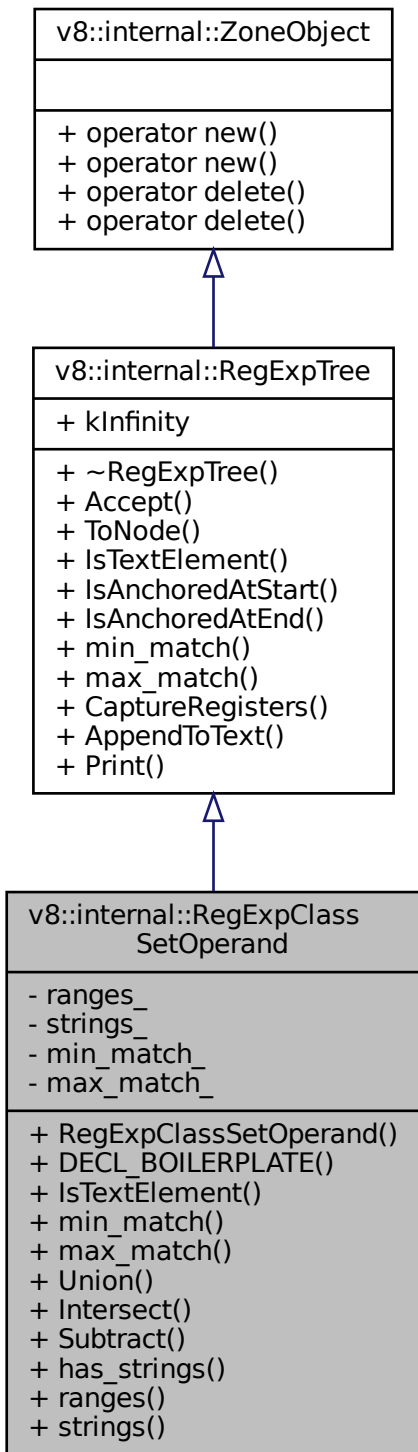 v8::internal::ZoneObject
+ operator new()
+ operator new()
+ operator delete()
+ operator delete()
v8::internal::RegExpTree
+ kInfinity
+ ~RegExpTree()
+ Accept()
+ ToNode()
+ IsTextElement()
+ IsAnchoredAtStart()
+ IsAnchoredAtEnd()
+ min_match()
+ max_match()
+ CaptureRegisters()
+ AppendToText()
+ Print()
v8::internal::RegExpClass
SetOperand
- ranges_
- strings_
- min_match_
- max_match_
+ RegExpClassSetOperand()
+ DECL_BOILERPLATE()
+ IsTextElement()
+ min_match()
+ max_match()
+ Union()
+ Intersect()
+ Subtract()
+ has_strings()
+ ranges()
+ strings()